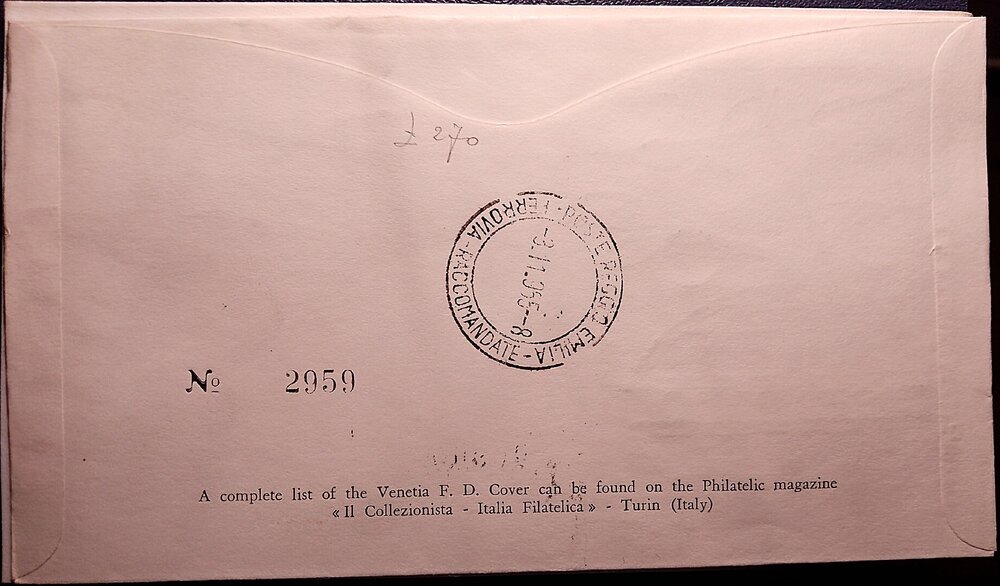 £ 270
POSTE REGGIO EMILIA - RACCOMANDATE - FERROVIA -
-3.11.965-8
Nº 2959
A complete list of the Venetia F. D. Cover can be found on the Philatelic magazine
« Il Collezionista - Italia Filatelica » - Turin (Italy)